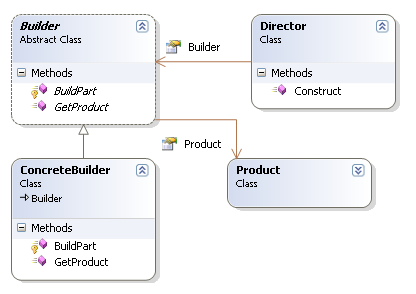 Builder
Abstract Class
Methods
BuildPart
GetProduct
Builder
Director
Class
Methods
Construct
Product
ConcreteBuilder
Class
Builder
Methods
BuildPart
GetProduct
Product
Class